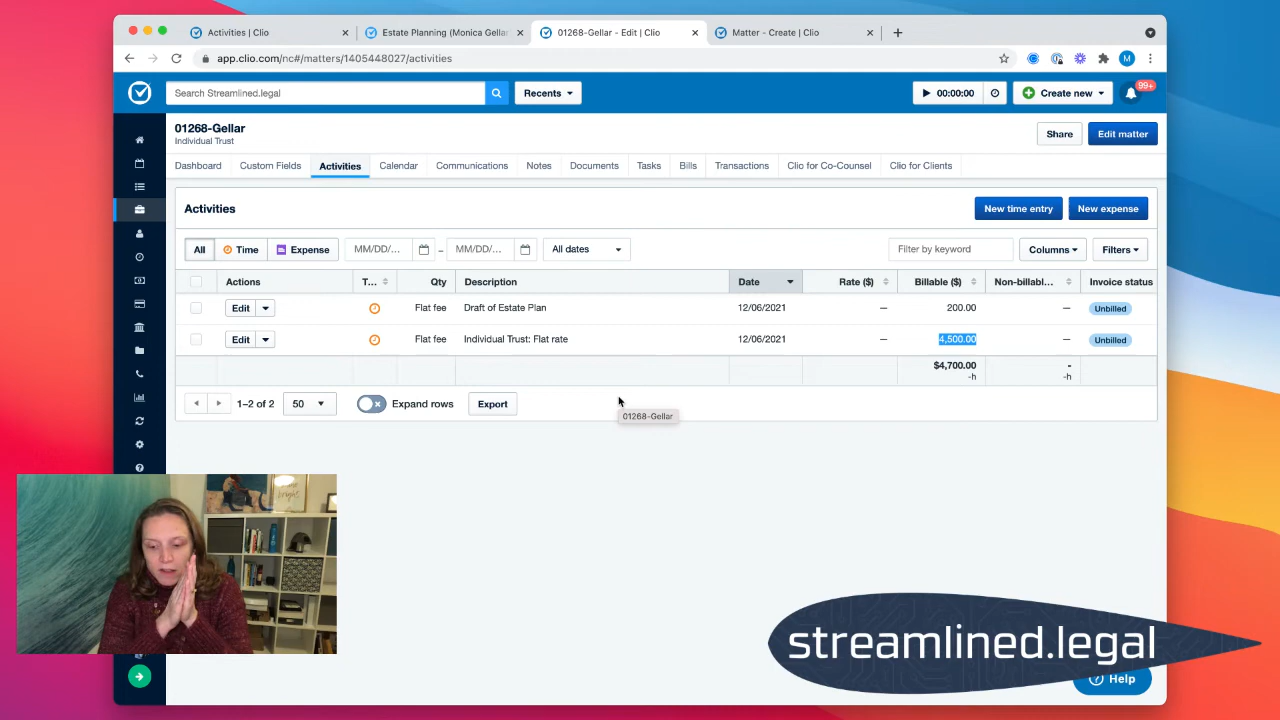 Activities | Clio
Estate Planning (Monica Gellar
01268-Gellar - Edit | Clio
Matter - Create | Clio
app.clio.com/nc#/matters/1405448027/activities
M
Search Streamlined.legal
Recents
00:00:00
Create new
99+
01268-Gellar
Individual Trust
Share
Edit matter
Dashboard
Custom Fields
Activities
Calendar
Communications
Notes
Documents
Tasks
Bills
Transactions
Clio for Co-Counsel
Clio for Clients
Activities
New time entry
New expense
All
Time
Expense
MM/DD/...
–
MM/DD/...
All dates
Filter by keyword
Columns
Filters
Actions T... Qty Description Date Rate ($) Billable ($) Non-billabl... Invoice status
Edit Flat fee Draft of Estate Plan 12/06/2021 — 200.00 — Unbilled
Edit Flat fee Individual Trust: Flat rate 12/06/2021 — 4,500.00 — Unbilled
$4,700.00 -
-h -h
1–2 of 2
50
Expand rows
Export
01268-Gellar
streamlined.legal
Help